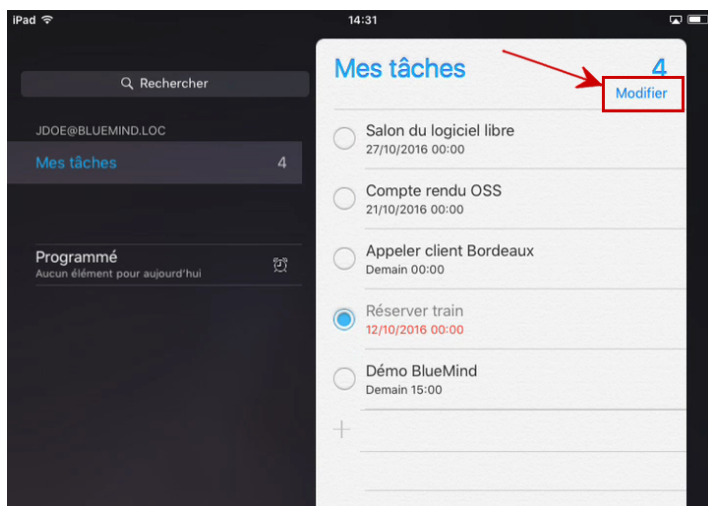 iPad 14:31
Rechercher
JDOE@BLUEMIND.LOC
Mes tâches 4
Programmé
Aucun élément pour aujourd'hui
Mes tâches 4
Modifier
Salon du logiciel libre
27/10/2016 00:00
Compte rendu OSS
21/10/2016 00:00
Appeler client Bordeaux
Demain 00:00
Réserver train
12/10/2016 00:00
Démo BlueMind
Demain 15:00